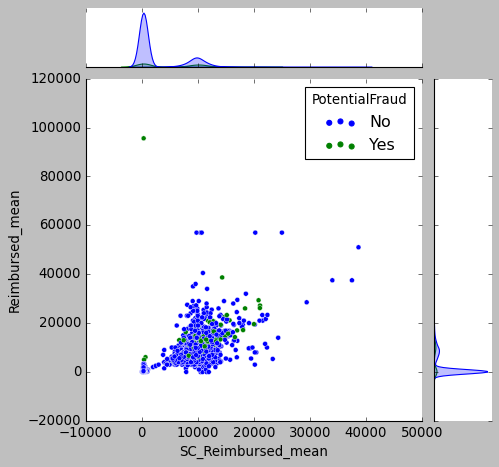 120000
100000
80000
60000
40000
20000
0
−20000
−10000 0 10000 20000 30000 40000 50000
Reimbursed_mean
SC_Reimbursed_mean
PotentialFraud
No
Yes